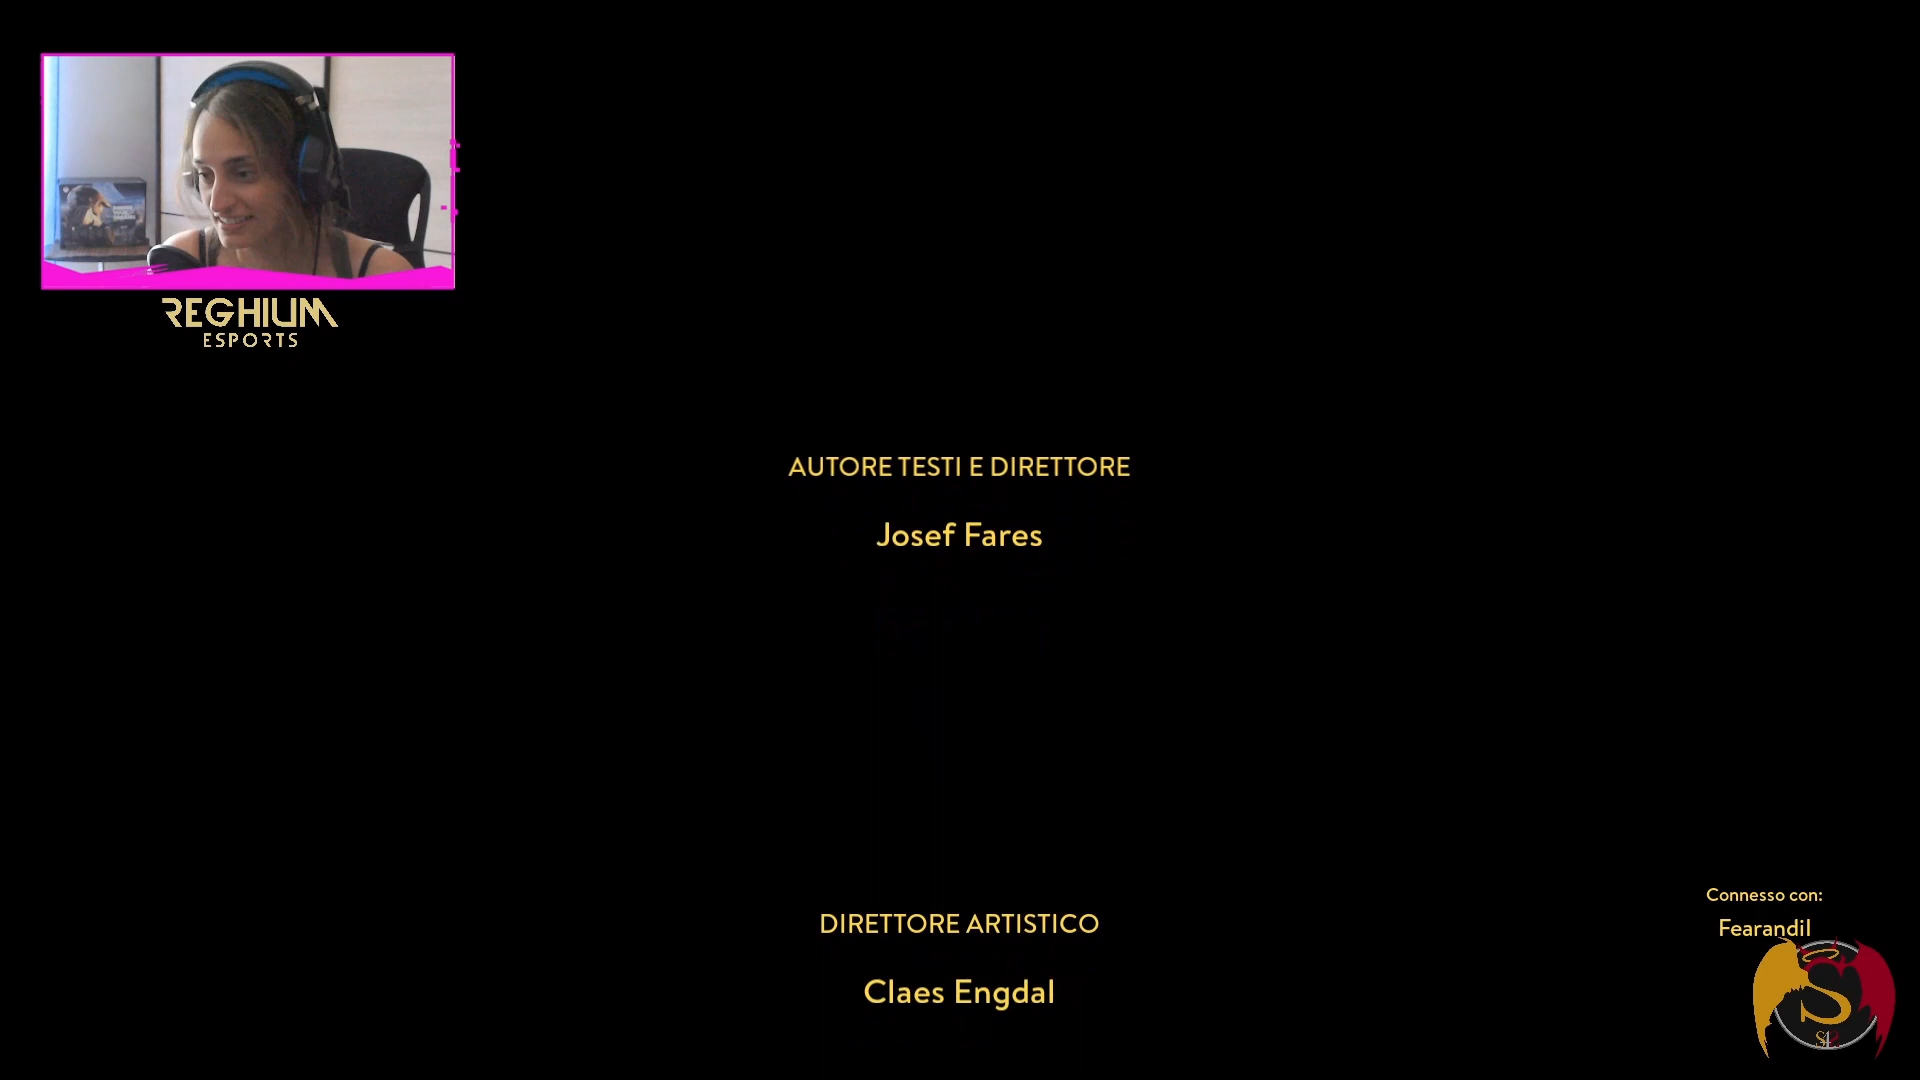 REGHIUM
ESPORTS
AUTORE TESTI E DIRETTORE
Josef Fares
DIRETTORE ARTISTICO
Claes Engdal
Connesso con:
Fearandil
S